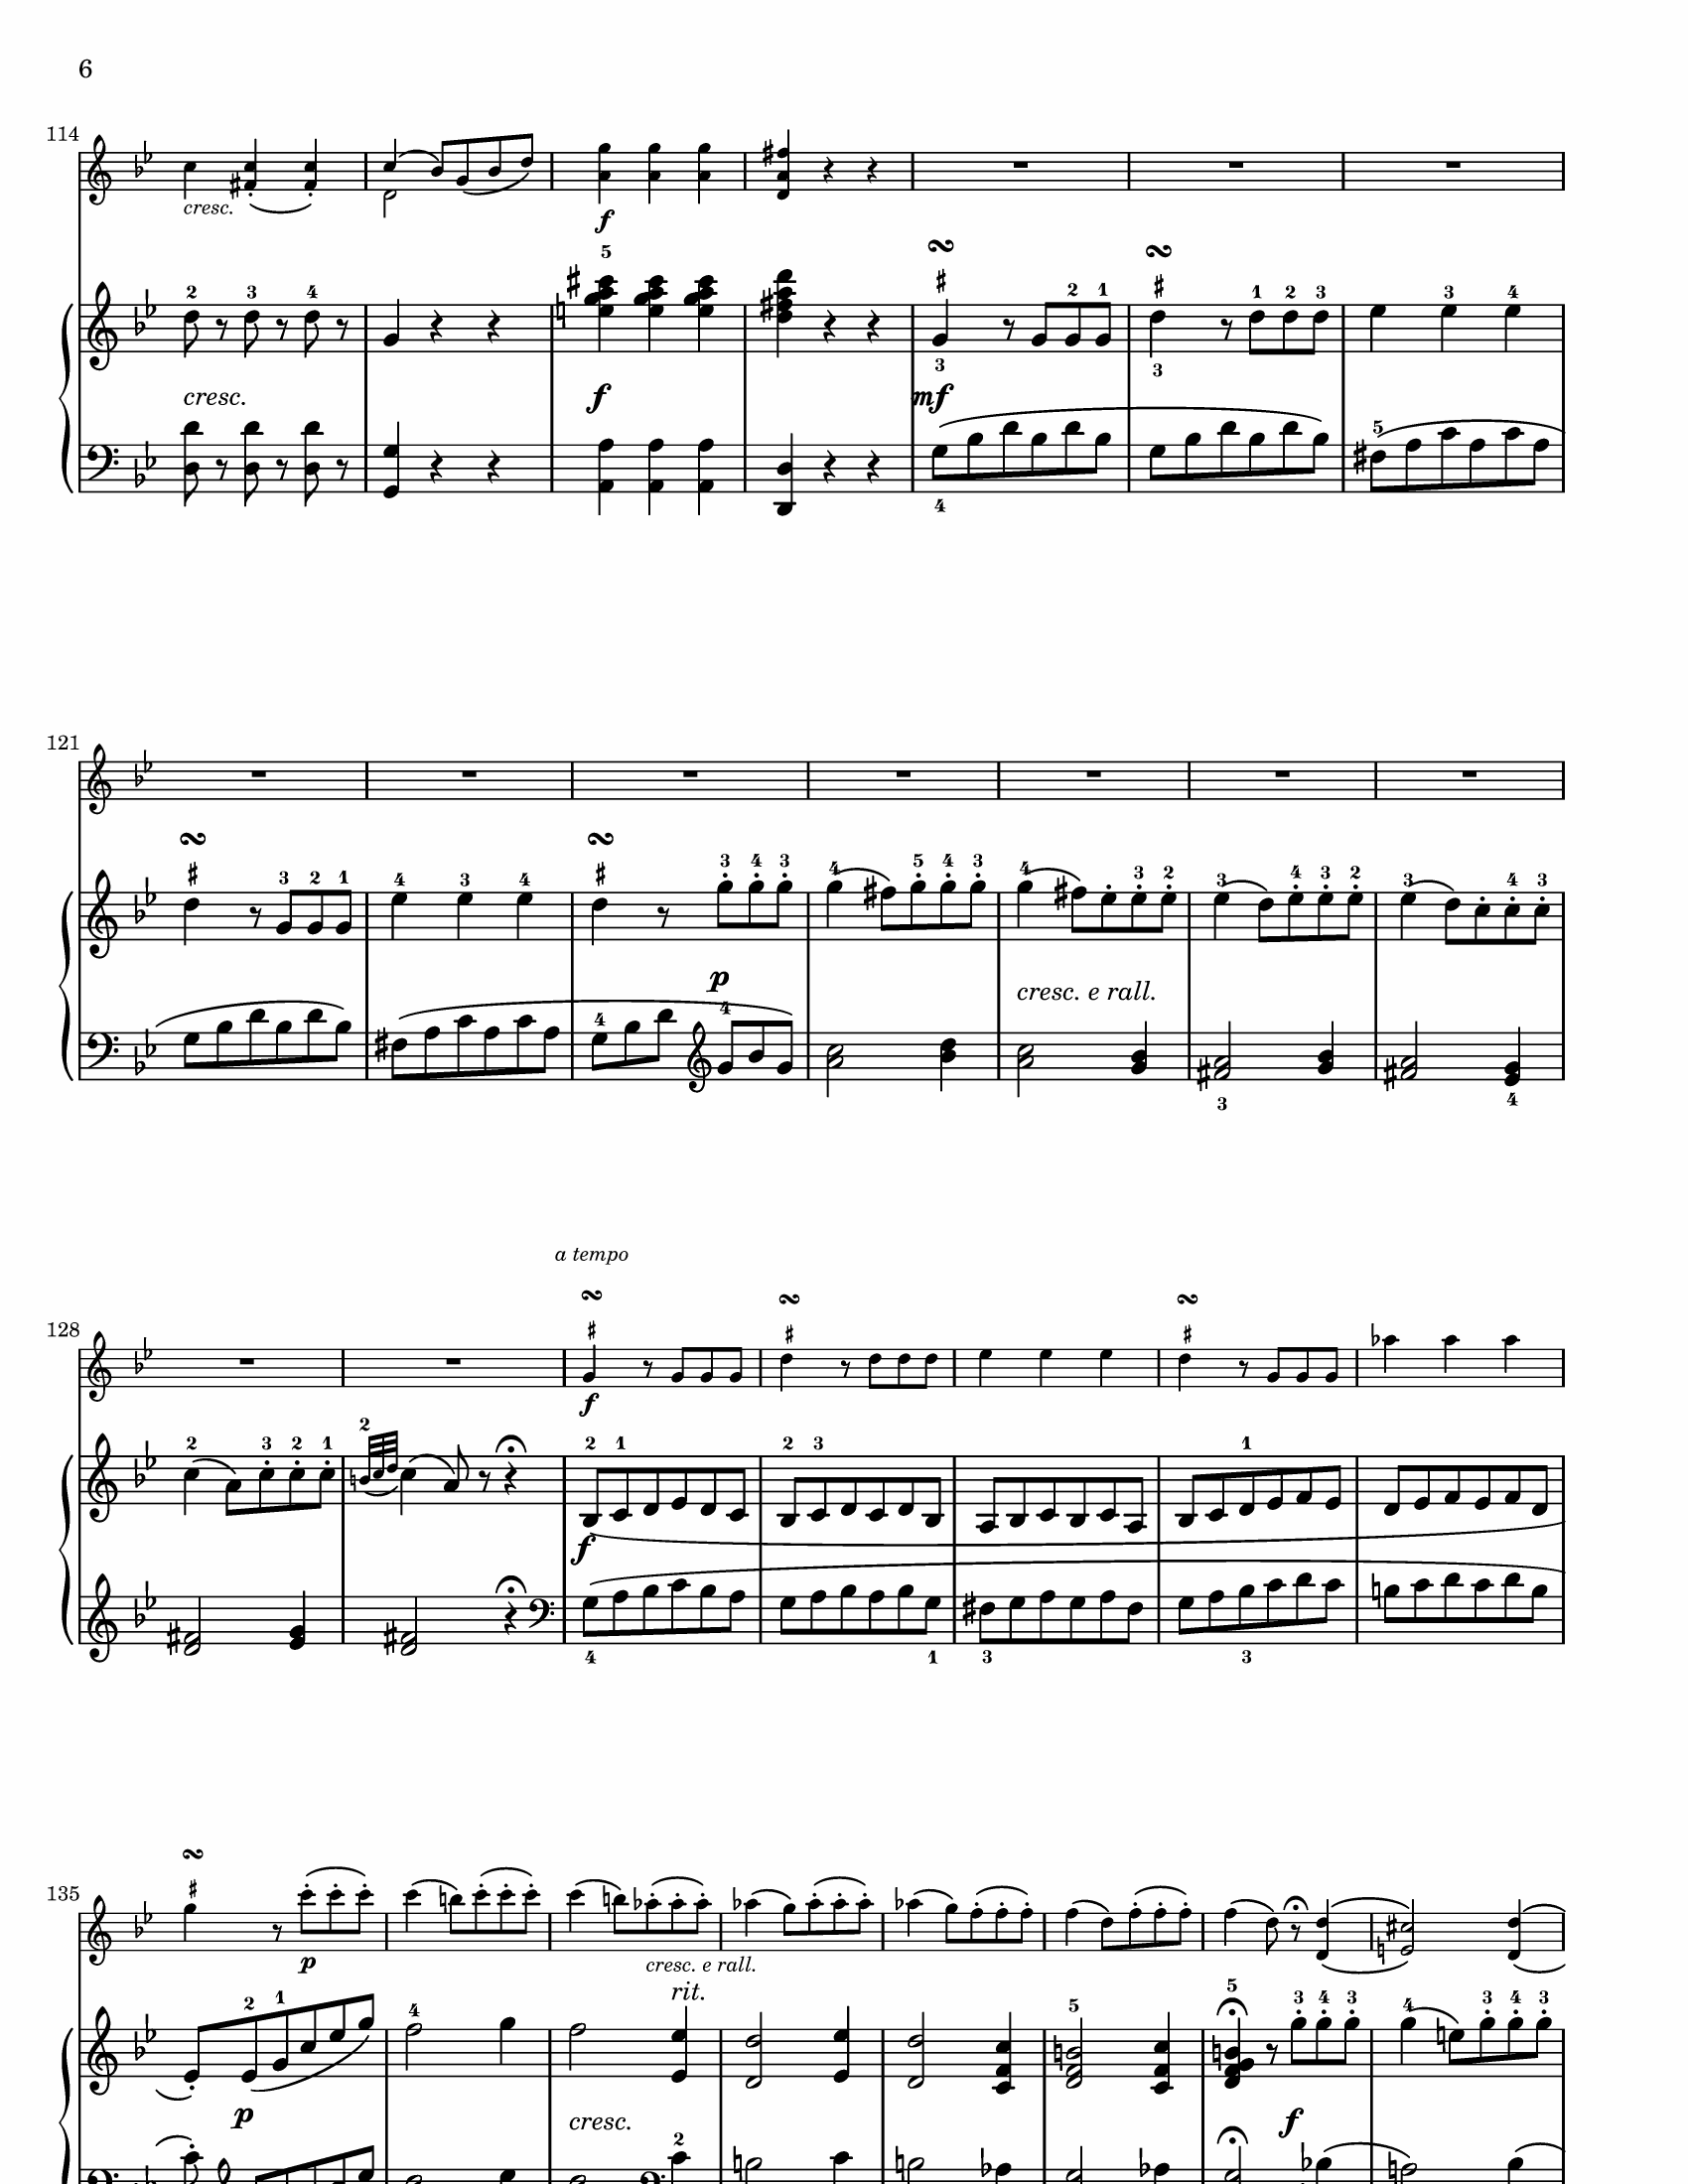 6
114
cresc.
f
5
2 3 4
3 3
2 1 1 2 3 3 4
cresc.
f
mf
5
4
121
3 2 1 4 3 4 3 4 3 4 5 4 3 4 3 2 3 4 3 2 3 4 3
p
cresc. e rall.
4 4
3 4
a tempo
128
f
2 3 2 1 2 2 1 2 3 1
f
4 1 3 3
135
p
cresc. e rall.
rit.
2 1 4 5 5 3 4 3 4 3 4 3
p
cresc.
f
2